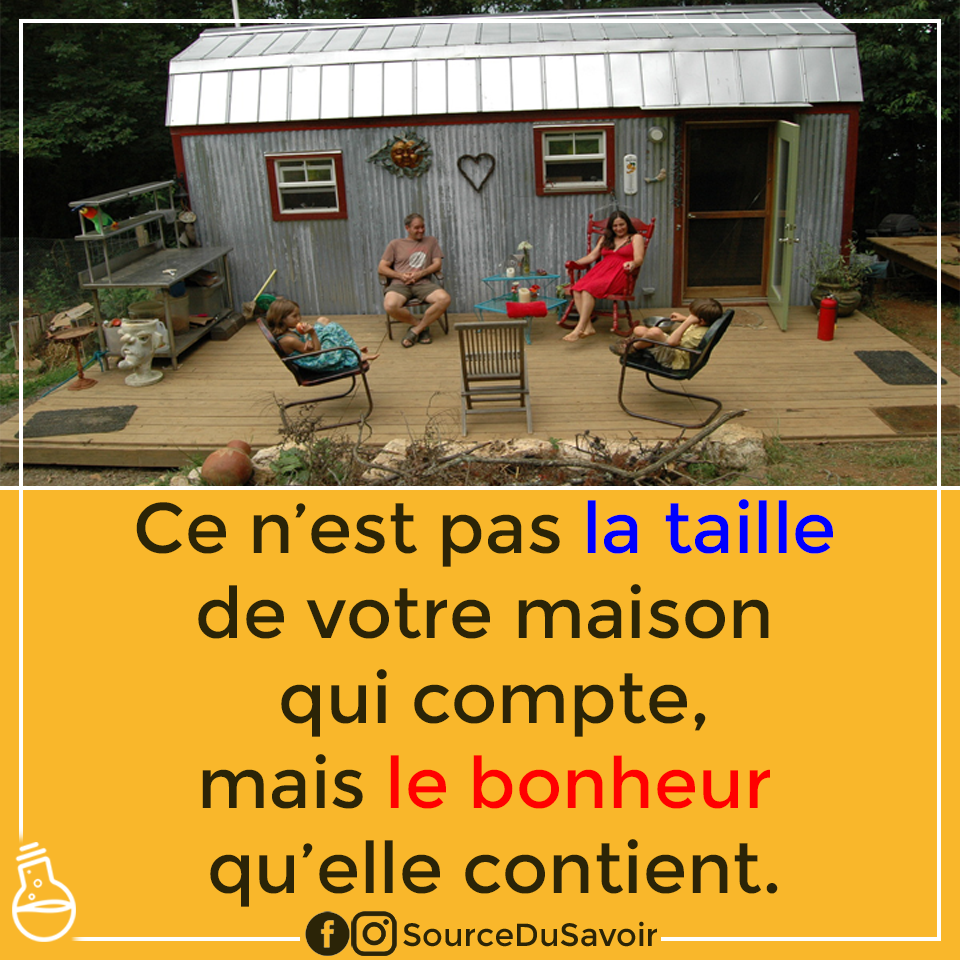 Ce n’est pas la taille
de votre maison
qui compte,
mais le bonheur
qu’elle contient.
SourceDuSavoir